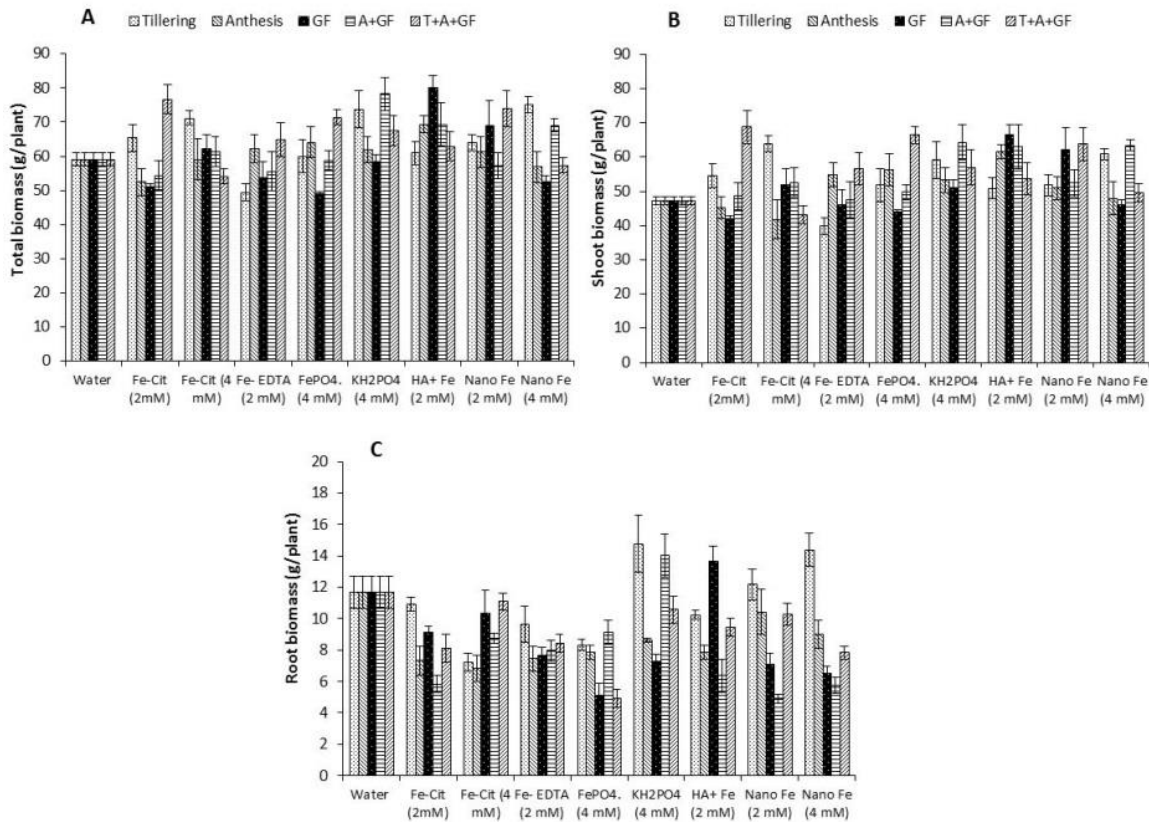 A
Tillering Anthesis GF A+GF T+A+GF
Total biomass (g/plant)
90
80
70
60
50
40
30
20
10
0
Water Fe-Cit Fe-Cit (4 Fe- EDTA FePO4. KH2PO4 HA+ Fe Nano Fe Nano Fe
(2mM) mM) (2 mM) (4 mM) (4 mM) (2 mM) (2 mM) (4 mM)
B
Tillering Anthesis GF A+GF T+A+GF
Shoot biomass (g/plant)
90
80
70
60
50
40
30
20
10
0
Water Fe-Cit Fe-Cit (4 Fe- EDTA FePO4. KH2PO4 HA+ Fe Nano Fe Nano Fe
(2mM) mM) (2 mM) (4 mM) (4 mM) (2 mM) (2 mM) (4 mM)
C
Root biomass (g/plant)
20
18
16
14
12
10
8
6
4
2
0
Water Fe-Cit Fe-Cit (4 Fe- EDTA FePO4. KH2PO4 HA+ Fe Nano Fe Nano Fe
(2mM) mM) (2 mM) (4 mM) (4 mM) (2 mM) (2 mM) (4 mM)